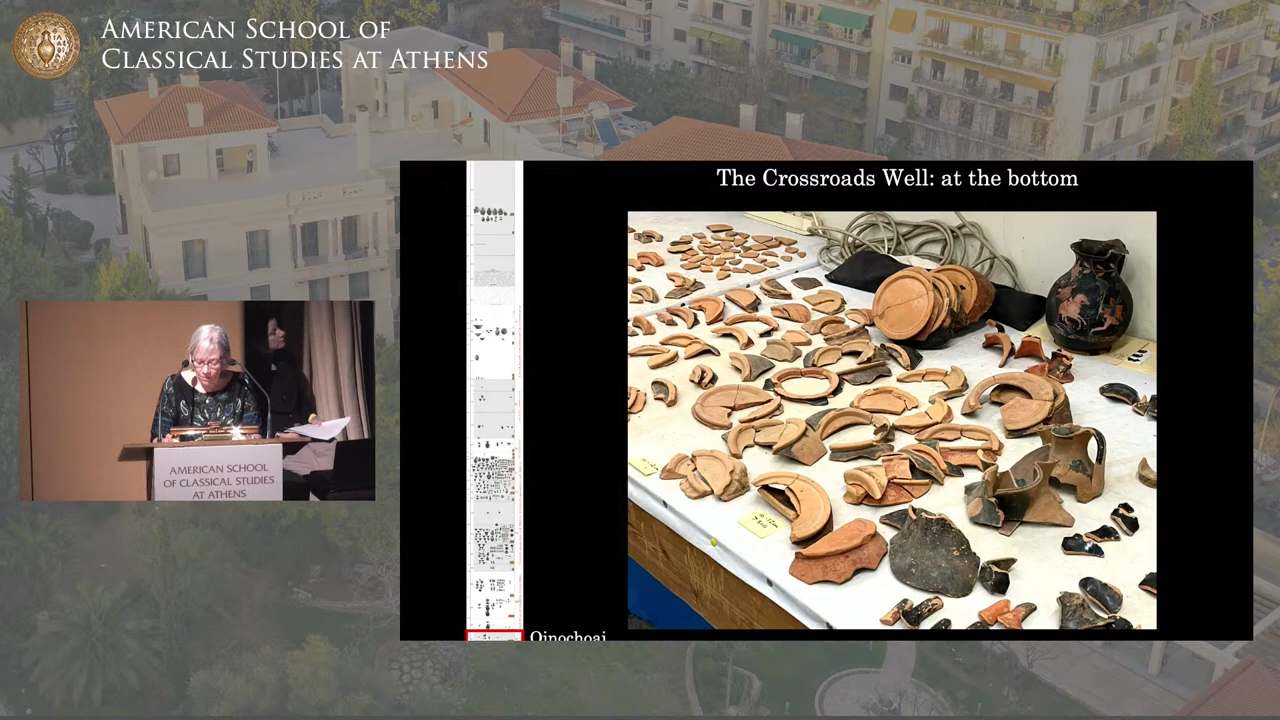 AMERICAN SCHOOL OF
CLASSICAL STUDIES AT ATHENS
The Crossroads Well: at the bottom
AMERICAN SCHOOL
OF CLASSICAL STUDIES
AT ATHENS
Oinochoai